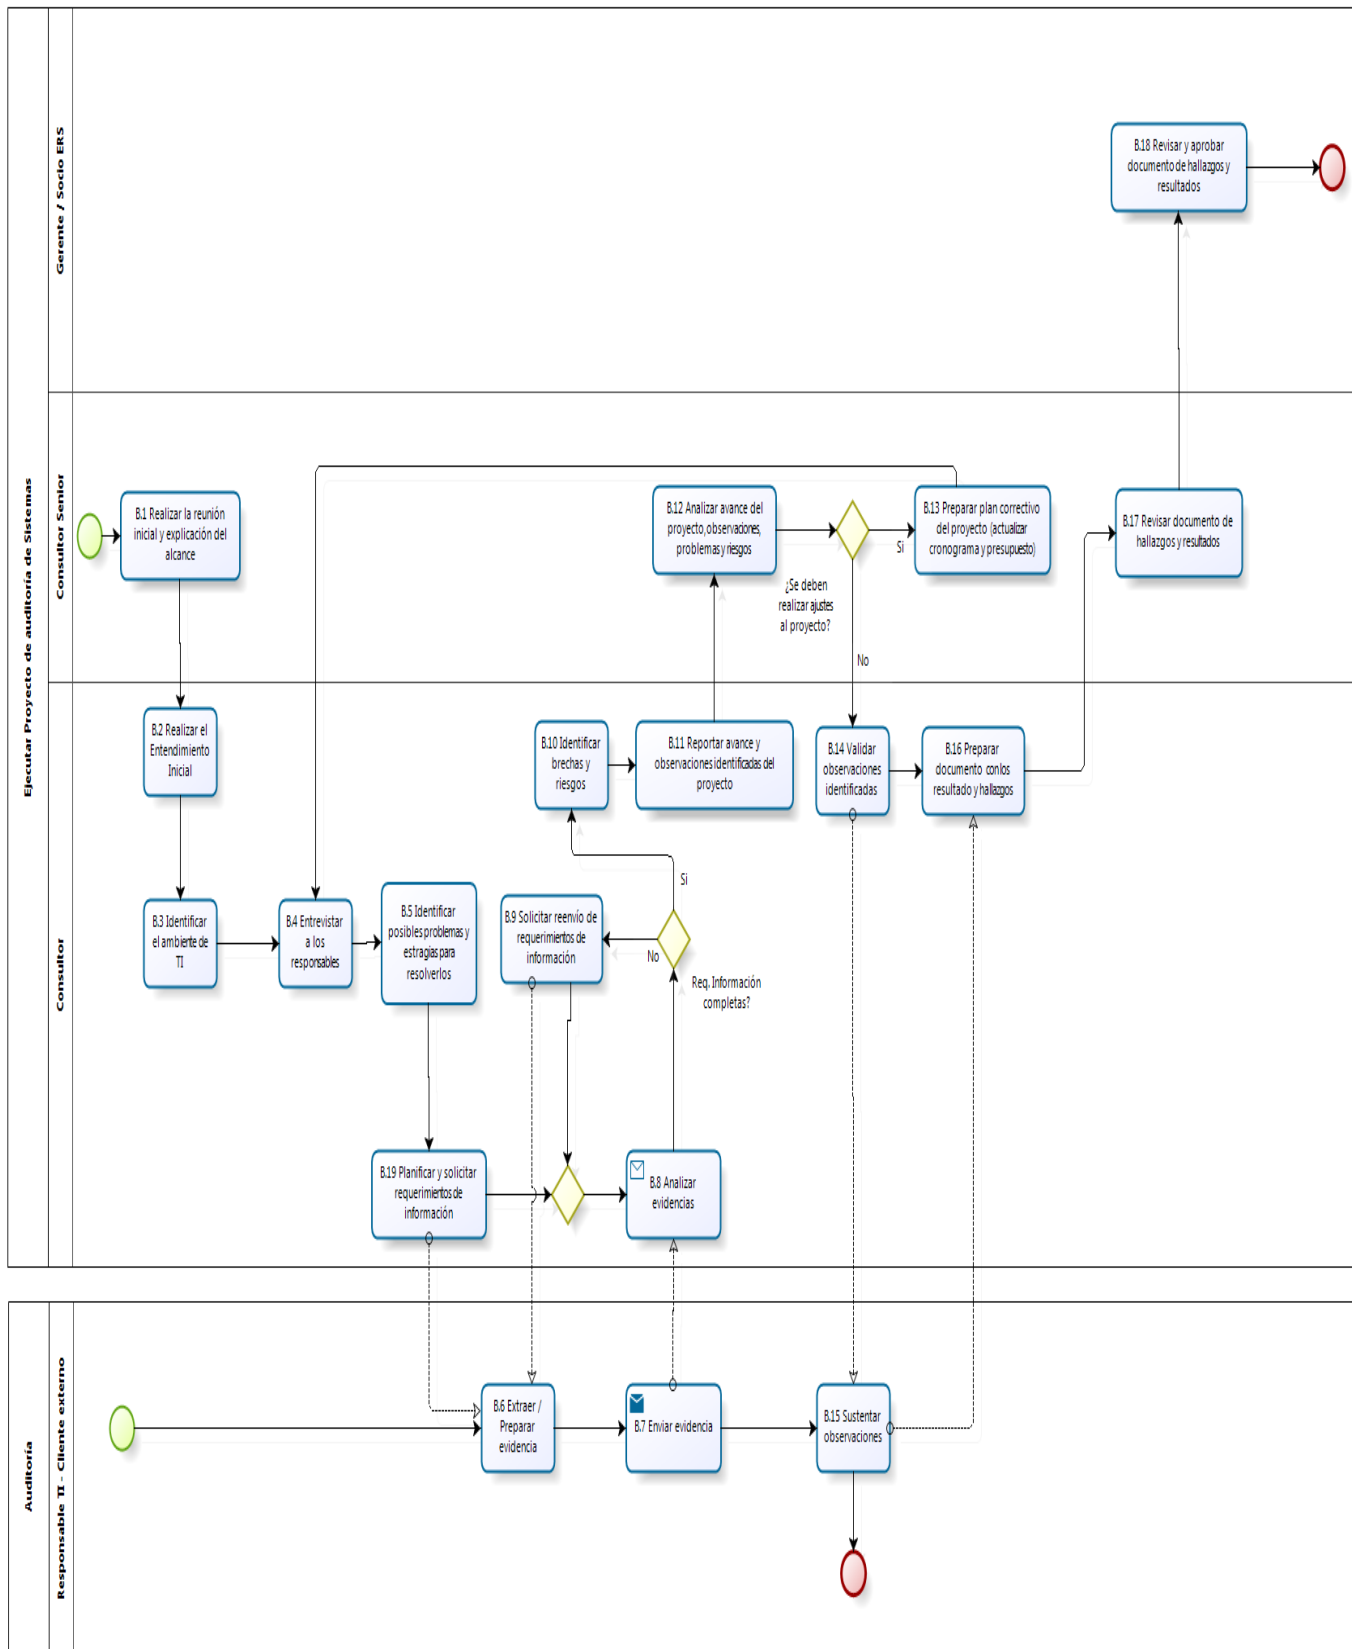 Ejecutar Proyecto de auditoría de Sistemas
Gerente / Socio ERS
B.18 Revisar y aprobar
documento de hallazgos y
resultados
Consultor Senior
B.1 Realizar la reunión
inicial y explicación del
alcance
B.12 Analizar avance del
proyecto, observaciones,
problemas y riesgos
¿Se deben
realizar ajustes
al proyecto?
Si
No
B.13 Preparar plan correctivo
del proyecto (actualizar
cronograma y presupuesto)
B.17 Revisar documento de
hallazgos y resultados
Consultor
B.2 Realizar el
Entendimiento
Inicial
B.3 Identificar
el ambiente de
TI
B.4 Entrevistar
a los
responsables
B.5 Identificar
posibles problemas y
estragias para
resolverlos
B.19 Planificar y solicitar
requerimientos de
información
B.9 Solicitar reenvío de
requerimientos de
información
B.8 Analizar
evidencias
Req. Información
completas?
No
Si
B.10 Identificar
brechas y
riesgos
B.11 Reportar avance y
observaciones identificadas del
proyecto
B.14 Validar
observaciones
identificadas
B.16 Preparar
documento con los
resultado y hallazgos
Auditoría
Responsable TI - Cliente externo
B.6 Extraer /
Preparar
evidencia
B.7 Enviar evidencia
B.15 Sustentar
observaciones